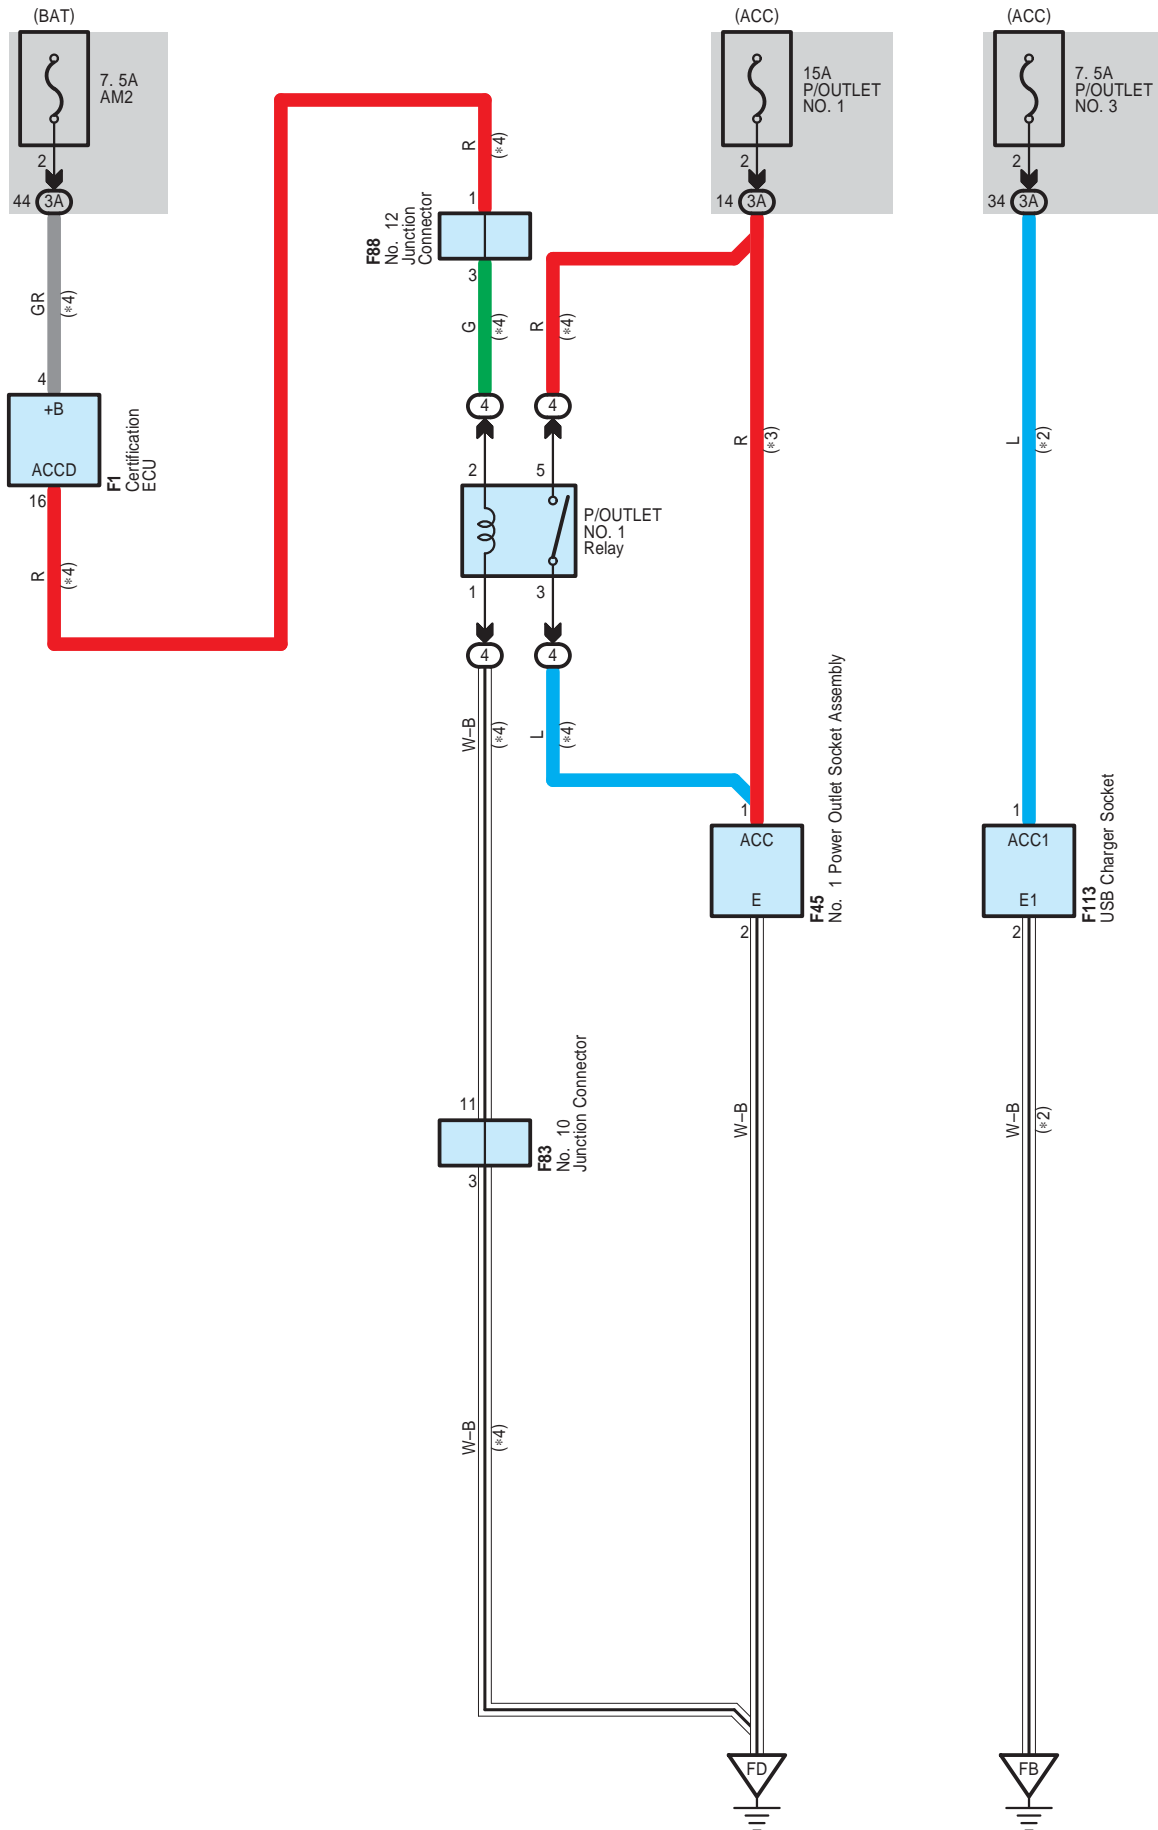 (BAT)
(ACC)
(ACC)
7. 5A
AM2
15A
P/OUTLET
NO. 1
7. 5A
P/OUTLET
NO. 3
2
2
2
44
3A
14
3A
34
3A
R
(*4)
1
F88
No. 12
Junction
Connector
3
GR
(*4)
G
(*4)
R
(*4)
4
+B
ACCD
F1
Certification
ECU
16
4
4
R
(*3)
L
(*2)
2
5
P/OUTLET
NO. 1
Relay
1
3
R
(*4)
4
4
W–B
(*4)
L
(*4)
1
ACC
E
F45
No. 1 Power Outlet Socket Assembly
2
1
ACC1
E1
F113
USB Charger Socket
2
11
F83
No. 10
Junction Connector
3
W–B
W–B
(*2)
W–B
(*4)
FD
FB